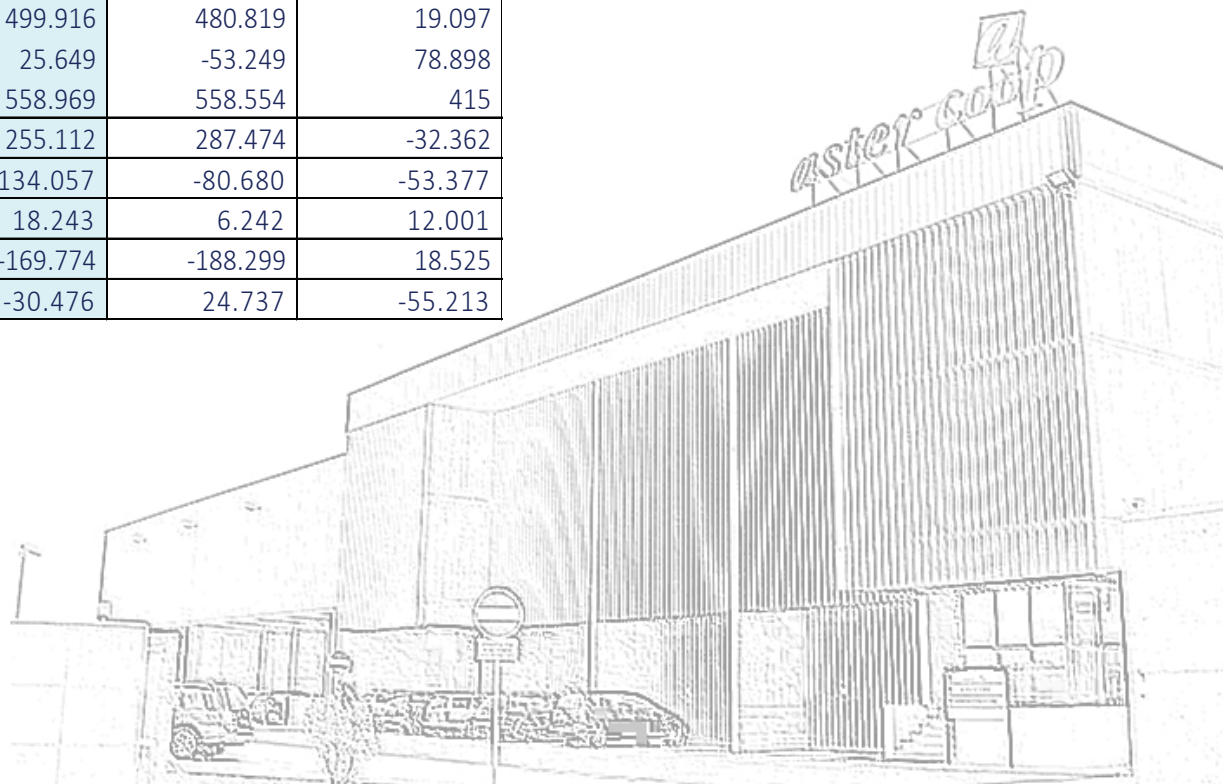 499.916 480.819 19.097
25.649 -53.249 78.898
558.969 558.554 415
255.112 287.474 -32.362
134.057 -80.680 -53.377
18.243 6.242 12.001
-169.774 -188.299 18.525
-30.476 24.737 -55.213
a
aster coop